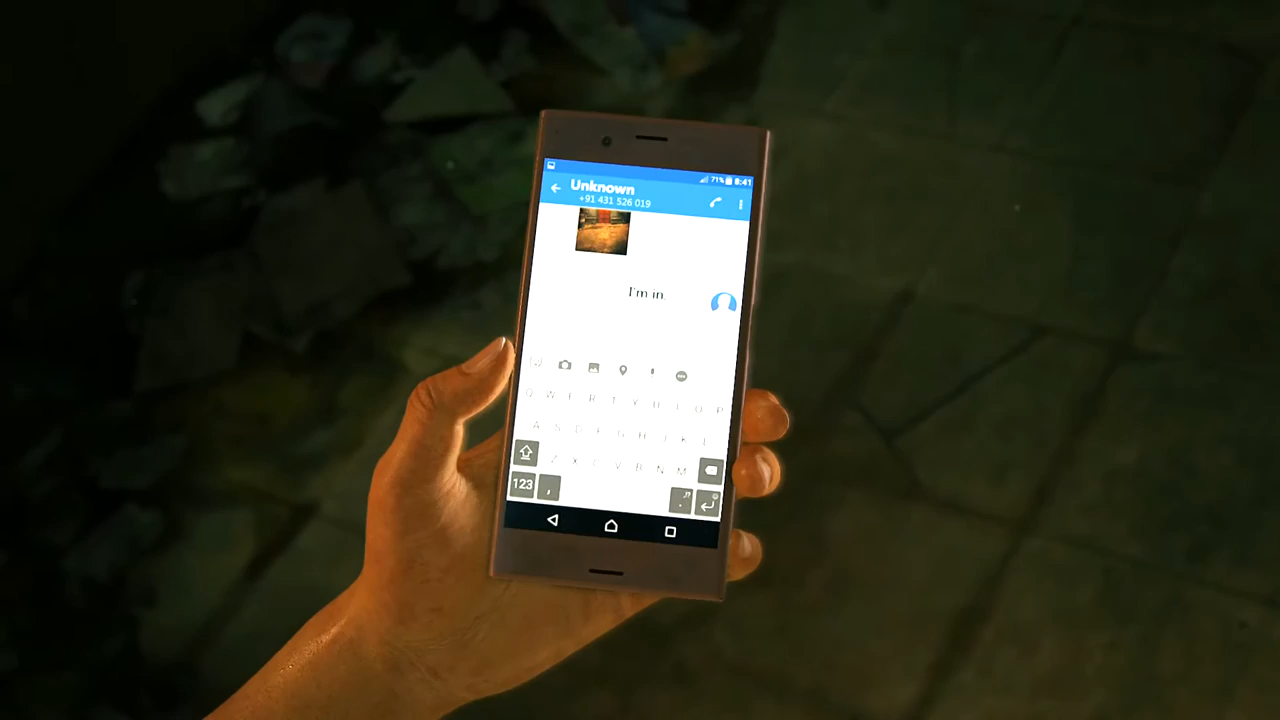 71% 8:41
Unknown
+91 431 526 019
I'm in.
Q W E R T Y U I O P
A S D F G H J K L
Z X C V B N M
123 , . .!?